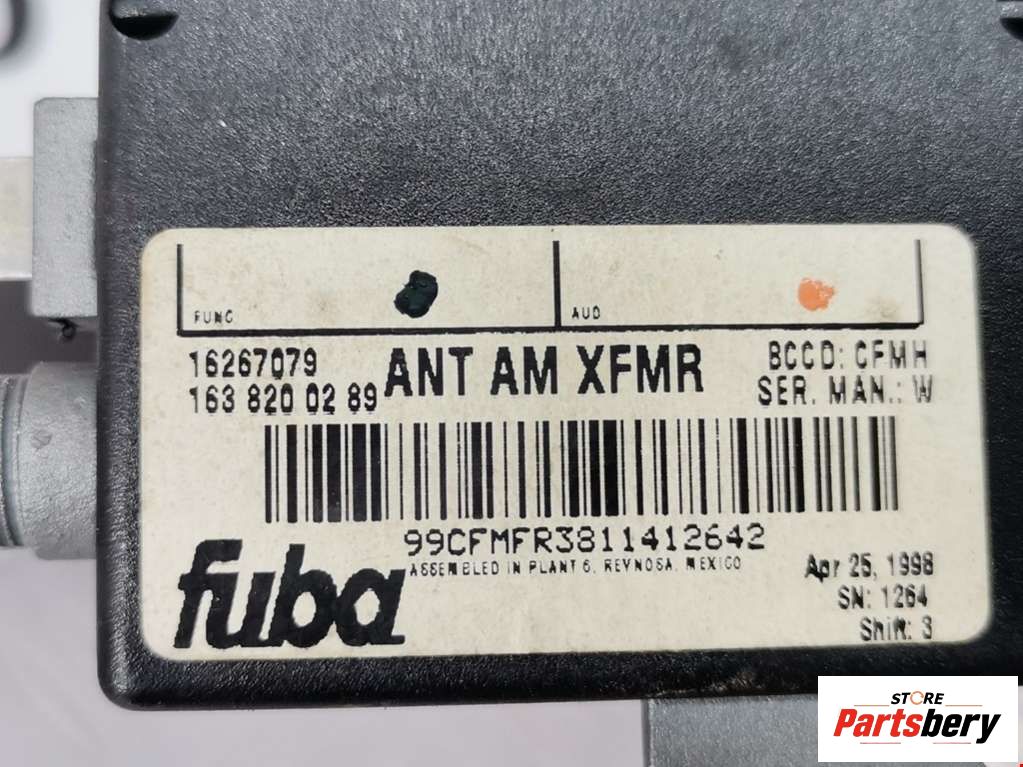 FUNC AUD
16267079 ANT AM XFMR BCCD: CFMH
163 820 02 89 SER. MAN.: W
99CFMFR3811412642
ASSEMBLED IN PLANT 6, REYNOSA, MEXICO
fuba
Apr 25, 1998
SN: 1264
Shift: 3
STORE
Partsbery